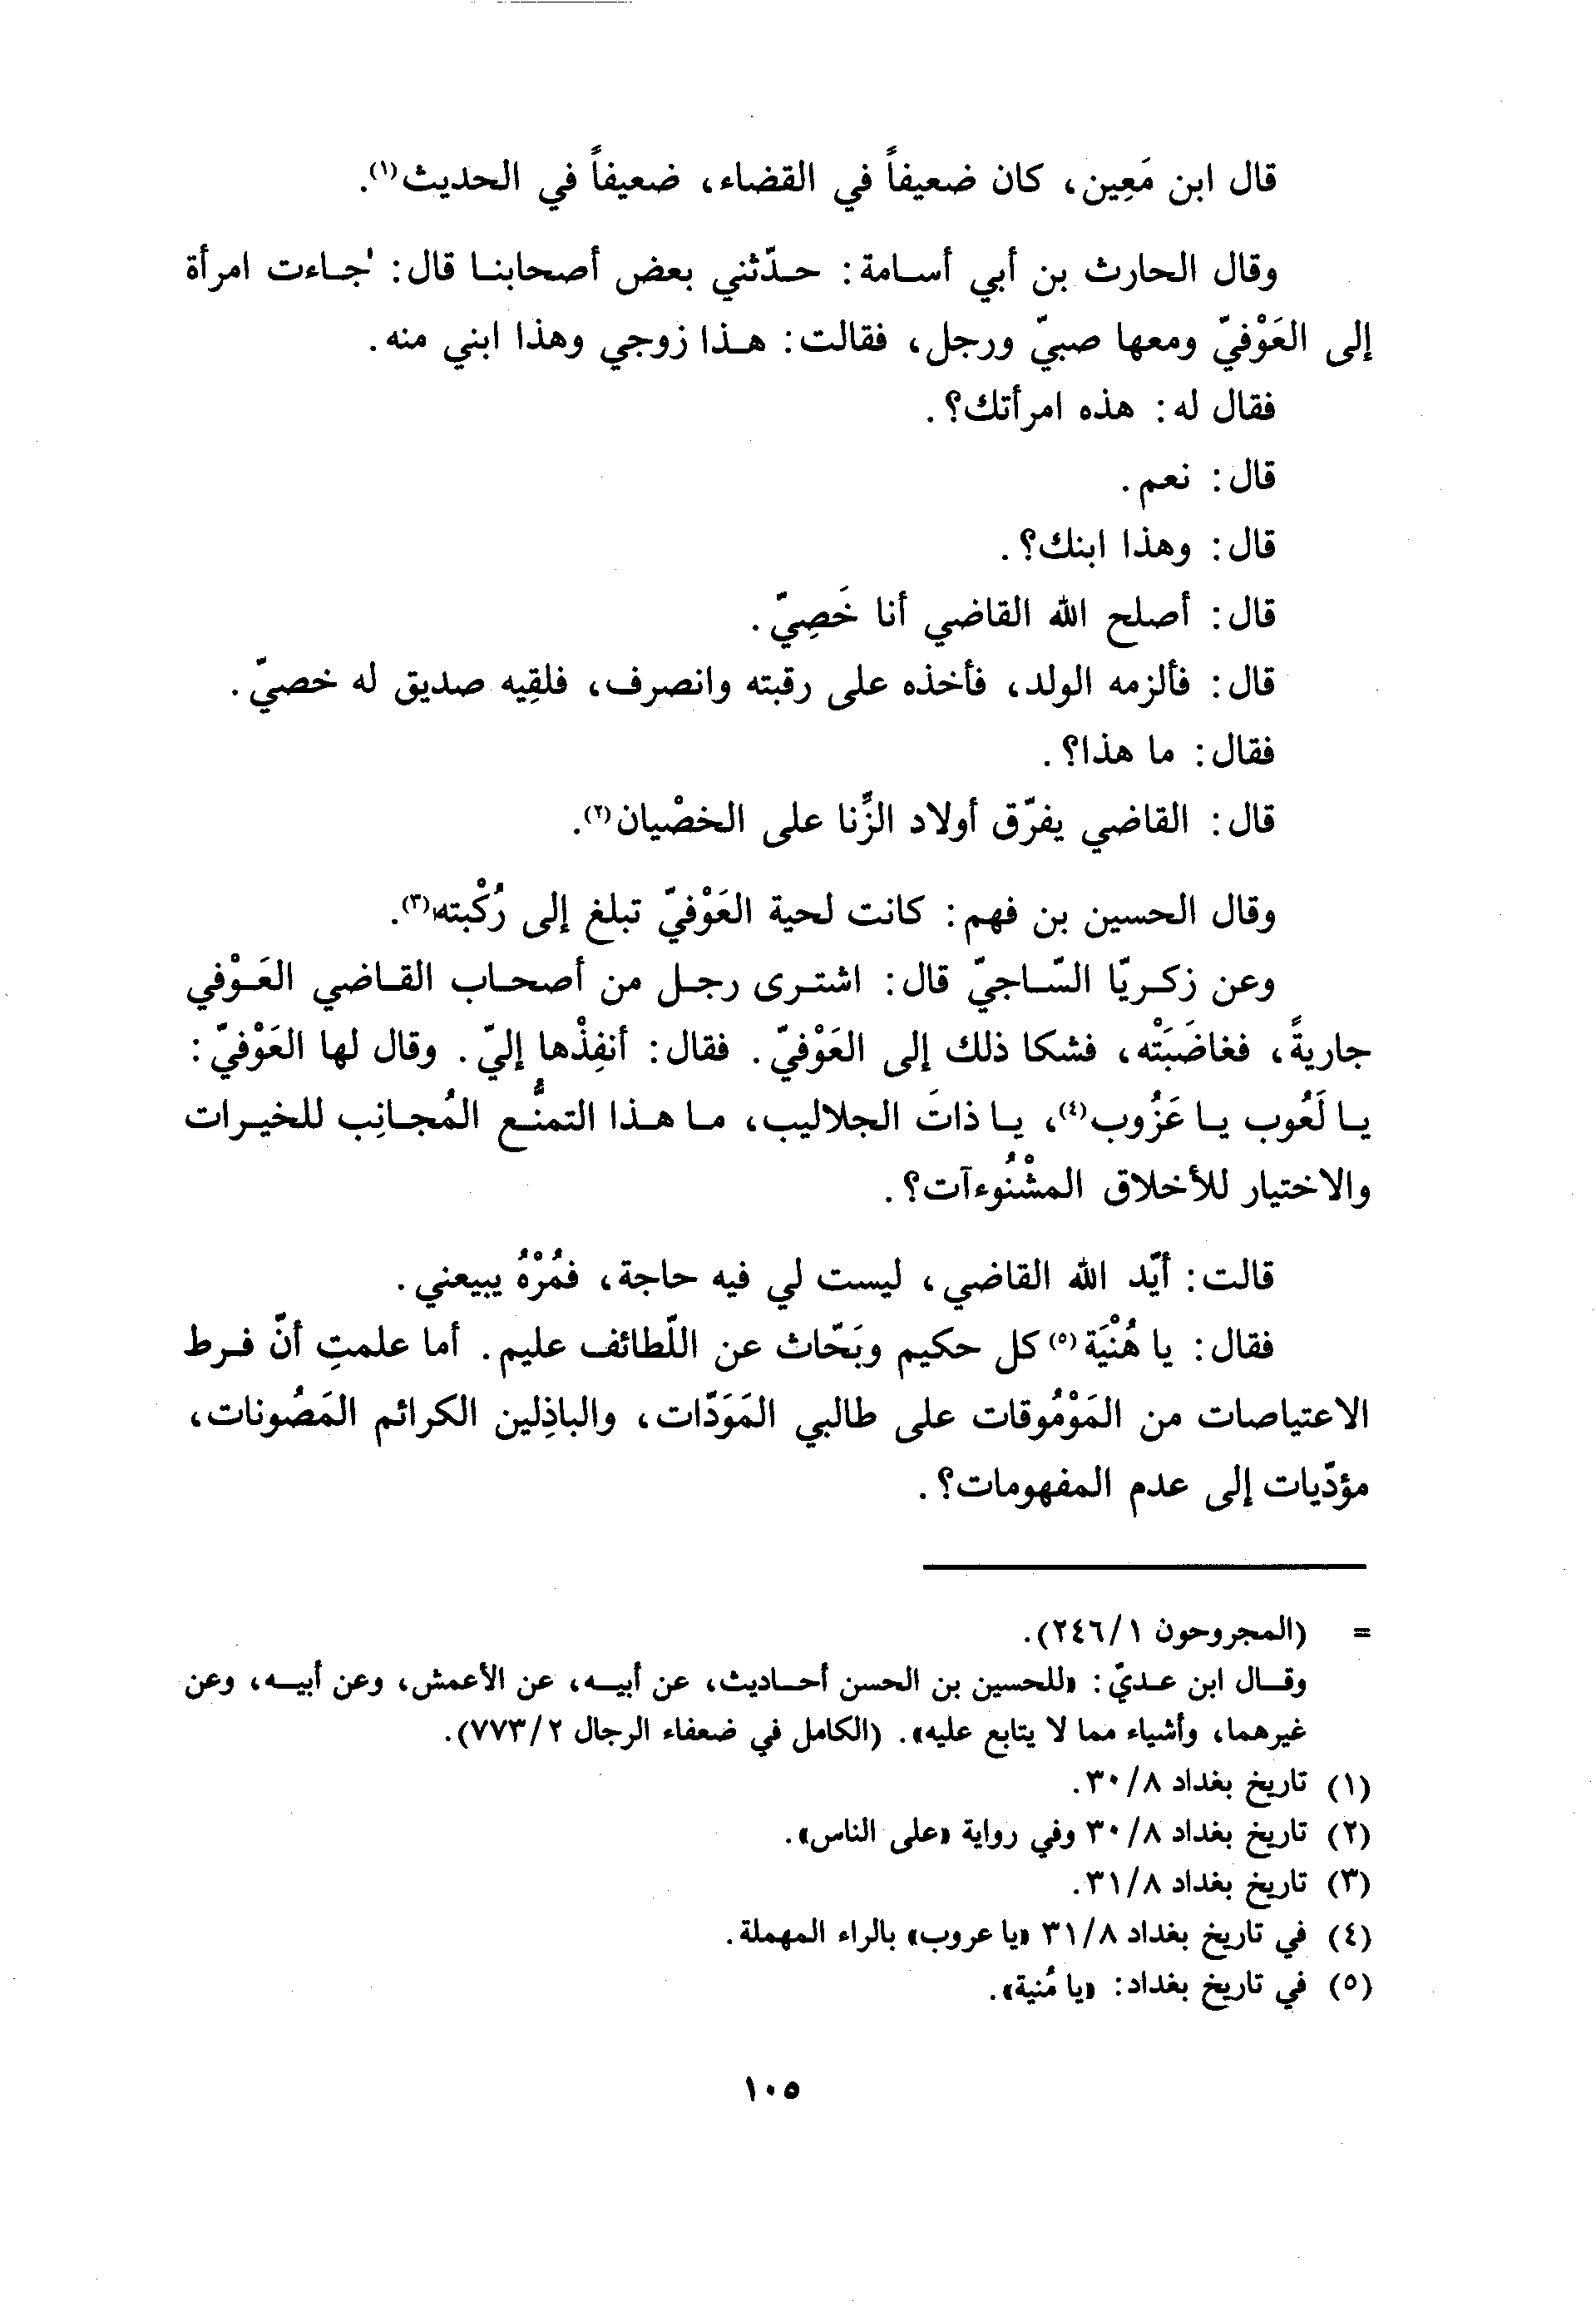 قال ابن مَعِين، كان ضعيفاً في القضاء، ضعيفاً في الحديث(١).
وقال الحارث بن أبي أسامة: حدّثني بعض أصحابنا قال: جاءت امرأة
إلى العَوْفيّ ومعها صبيّ ورجل، فقالت: هذا زوجي وهذا ابني منه.
فقال له: هذه امرأتك؟.
قال: نعم.
قال: وهذا ابنك؟.
قال: أصلح الله القاضي أنا خَصِيّ.
قال: فألزمه الولد، فأخذه على رقبته وانصرف، فلقِيه صديق له خصيّ.
فقال: ما هذا؟.
قال: القاضي يفرّق أولاد الزِّنا على الخصْيان(٢).
وقال الحسين بن فهم: كانت لحية العَوْفيّ تبلغ إلى رُكْبته(٣).
وعن زكريّا السّاجيّ قال: اشترى رجل من أصحاب القاضي العَوْفي
جاريةً، فغاضَبَتْه، فشكا ذلك إلى العَوْفيّ. فقال: أنفِذْها إليّ. وقال لها العَوْفيّ:
يا لَعُوب يا عَزُوب(٤)، يا ذاتَ الجلاليب، ما هذا التمنُّع المُجانِب للخيرات
والاختيار للأخلاق المشْنُوءآت؟.
قالت: أيّد الله القاضي، ليست لي فيه حاجة، فمُرْهُ يبيعني.
فقال: يا هُنْيَة(٥) كل حكيم وبَحّاث عن اللّطائف عليم. أما علمتِ أنّ فرط
الاعتياصات من المَوْمُوقات على طالبي المَوَدّات، والباذِلين الكرائم المَصُونات،
مؤدّيات إلى عدم المفهومات؟.
= (المجروحون ٢٤٦/١).
وقال ابن عديّ: «للحسين بن الحسن أحاديث، عن أبيه، عن الأعمش، وعن أبيه، وعن
غيرهما، وأشياء مما لا يتابع عليه». (الكامل في ضعفاء الرجال ٧٧٣/٢).
(١) تاريخ بغداد ٣٠/٨.
(٢) تاريخ بغداد ٣٠/٨ وفي رواية «على الناس».
(٣) تاريخ بغداد ٣١/٨.
(٤) في تاريخ بغداد ٣١/٨ «يا عروب» بالراء المهملة.
(٥) في تاريخ بغداد: «يا مُنية».
١٠٥